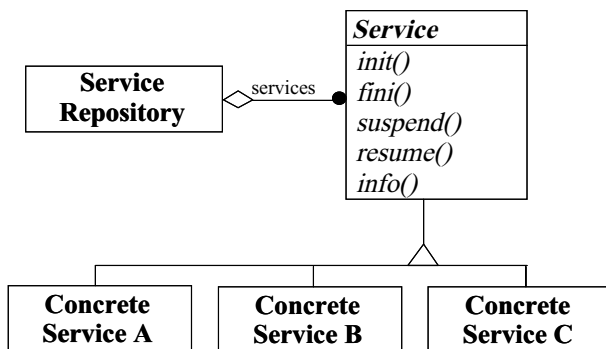 Service
init()
fini()
suspend()
resume()
info()
Service
Repository
services
Concrete
Service A
Concrete
Service B
Concrete
Service C